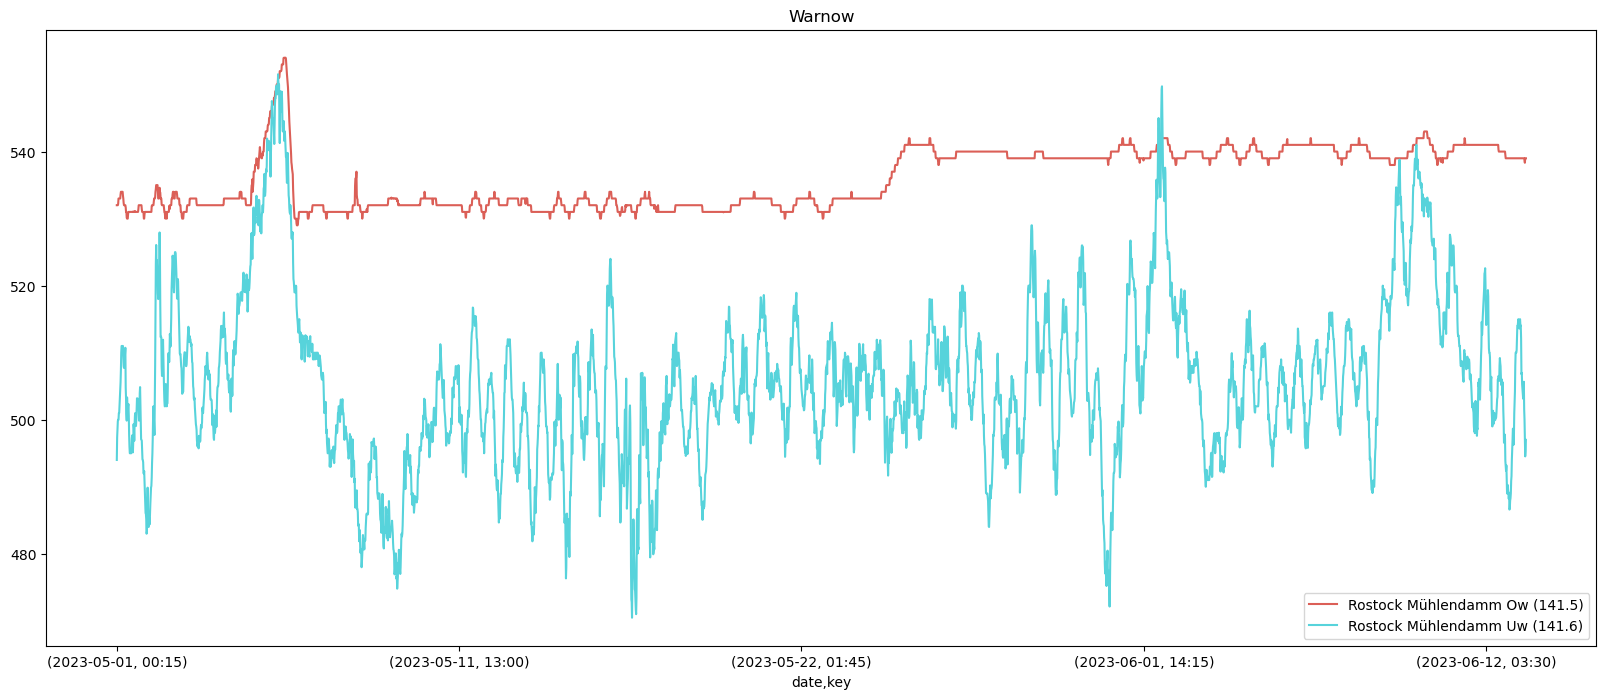 Warnow
540
520
500
480
Rostock Mühlendamm Ow (141.5)
Rostock Mühlendamm Uw (141.6)
(2023-05-01, 00:15) (2023-05-11, 13:00) (2023-05-22, 01:45) (2023-06-01, 14:15) (2023-06-12, 03:30)
date,key